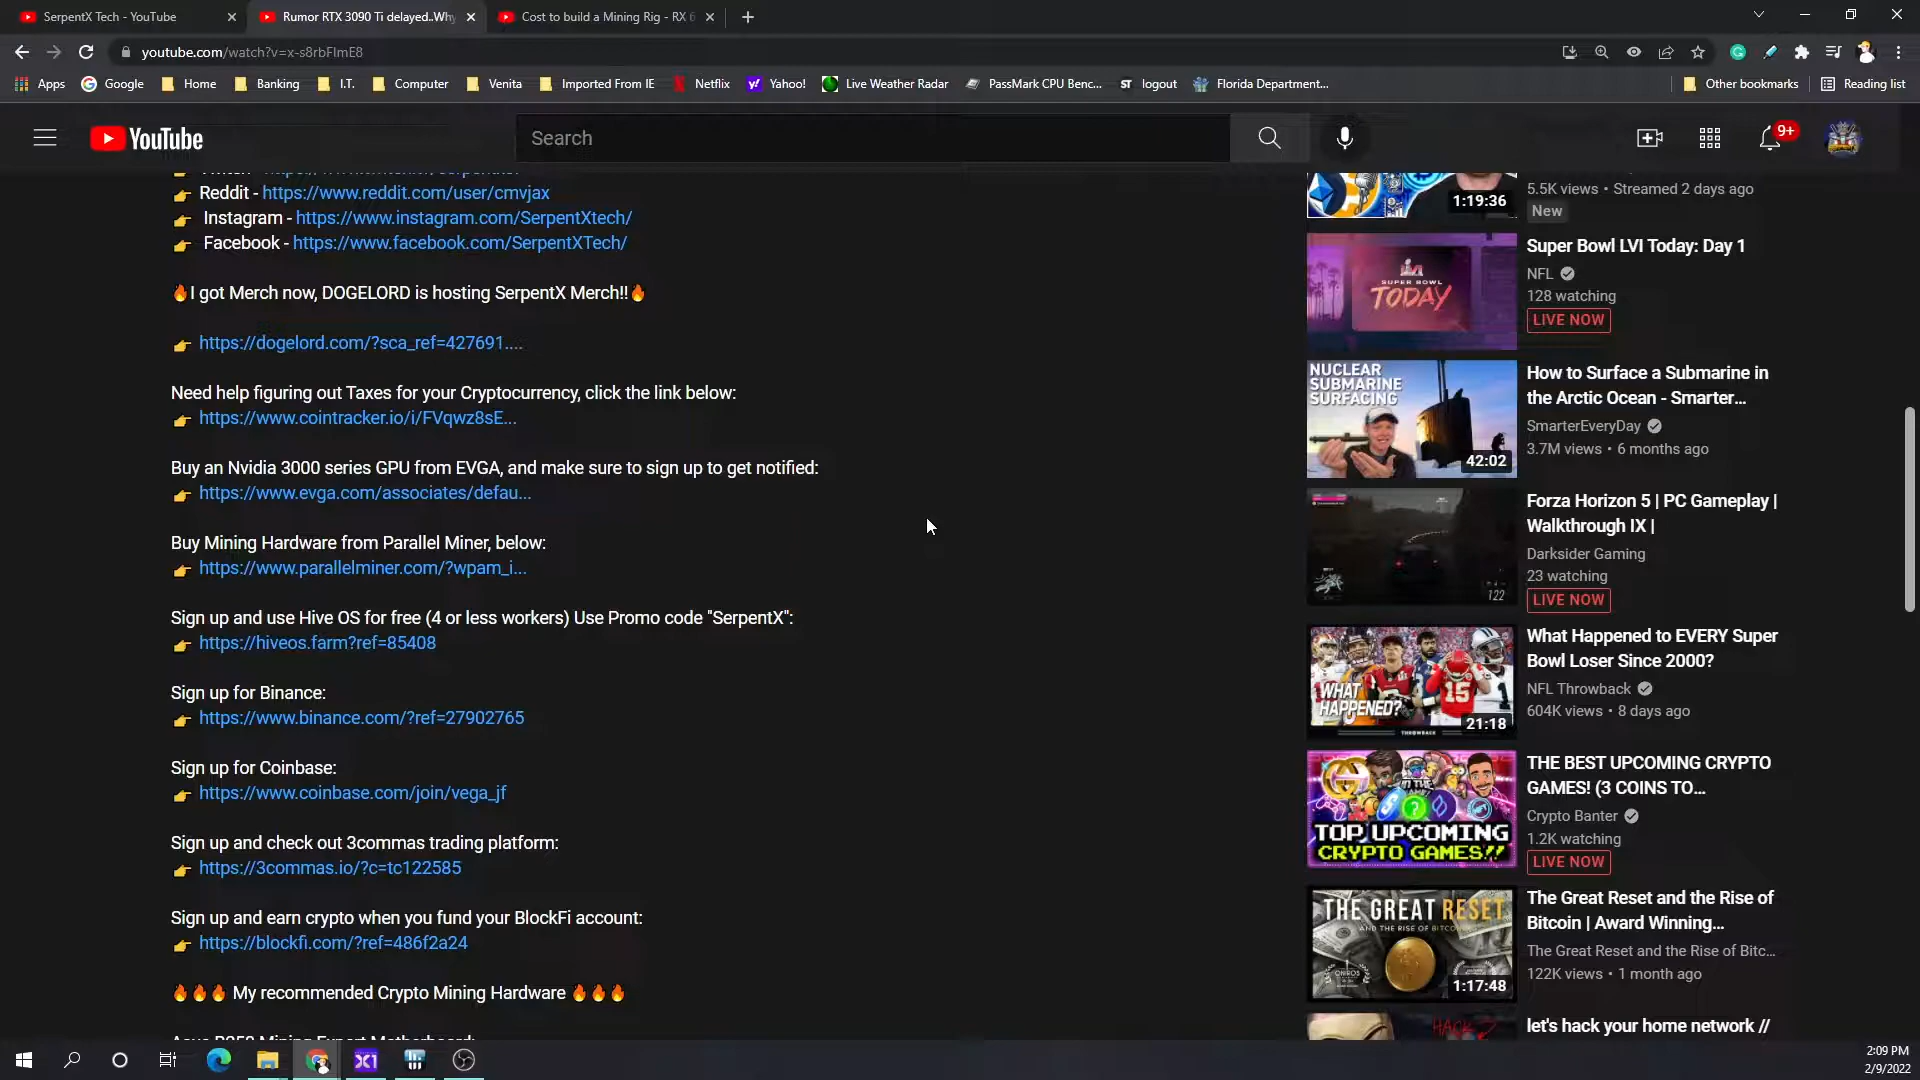 SerpentX Tech - YouTube
Rumor RTX 3090 Ti delayed..Why
Cost to build a Mining Rig - RX 6
youtube.com/watch?v=x-s8rbFlmE8
Apps
Google
Home
Banking
I.T.
Computer
Venita
Imported From IE
Netflix
Yahoo!
Live Weather Radar
PassMark CPU Benc...
ST logout
Florida Department...
Other bookmarks
Reading list
YouTube
Search
9+
Reddit - https://www.reddit.com/user/cmvjax
Instagram - https://www.instagram.com/SerpentXtech/
Facebook - https://www.facebook.com/SerpentXTech/
🔥I got Merch now, DOGELORD is hosting SerpentX Merch!!🔥
👉 https://dogelord.com/?sca_ref=427691....
Need help figuring out Taxes for your Cryptocurrency, click the link below:
👉 https://www.cointracker.io/i/FVqwz8sE...
Buy an Nvidia 3000 series GPU from EVGA, and make sure to sign up to get notified:
👉 https://www.evga.com/associates/defau...
Buy Mining Hardware from Parallel Miner, below:
👉 https://www.parallelminer.com/?wpam_i...
Sign up and use Hive OS for free (4 or less workers) Use Promo code "SerpentX":
👉 https://hiveos.farm?ref=85408
Sign up for Binance:
👉 https://www.binance.com/?ref=27902765
Sign up for Coinbase:
👉 https://www.coinbase.com/join/vega_jf
Sign up and check out 3commas trading platform:
👉 https://3commas.io/?c=tc122585
Sign up and earn crypto when you fund your BlockFi account:
👉 https://blockfi.com/?ref=486f2a24
🔥🔥🔥 My recommended Crypto Mining Hardware 🔥🔥🔥
1:19:36
5.5K views • Streamed 2 days ago
New
SUPER BOWL
TODAY
Super Bowl LVI Today: Day 1
NFL
128 watching
LIVE NOW
NUCLEAR
SUBMARINE
SURFACING
42:02
How to Surface a Submarine in
the Arctic Ocean - Smarter...
SmarterEveryDay
3.7M views • 6 months ago
122
Forza Horizon 5 | PC Gameplay |
Walkthrough IX |
Darksider Gaming
23 watching
LIVE NOW
WHAT
HAPPENED?
15
21:18
THROWBACK
What Happened to EVERY Super
Bowl Loser Since 2000?
NFL Throwback
604K views • 8 days ago
TOP UPCOMING
CRYPTO GAMES!!
THE BEST UPCOMING CRYPTO
GAMES! (3 COINS TO...
Crypto Banter
1.2K watching
LIVE NOW
THE GREAT RESET
AND THE RISE OF BITCOIN
1:17:48
The Great Reset and the Rise of
Bitcoin | Award Winning...
The Great Reset and the Rise of Bitc...
122K views • 1 month ago
HACK
let's hack your home network //
X1
2:09 PM
2/9/2022